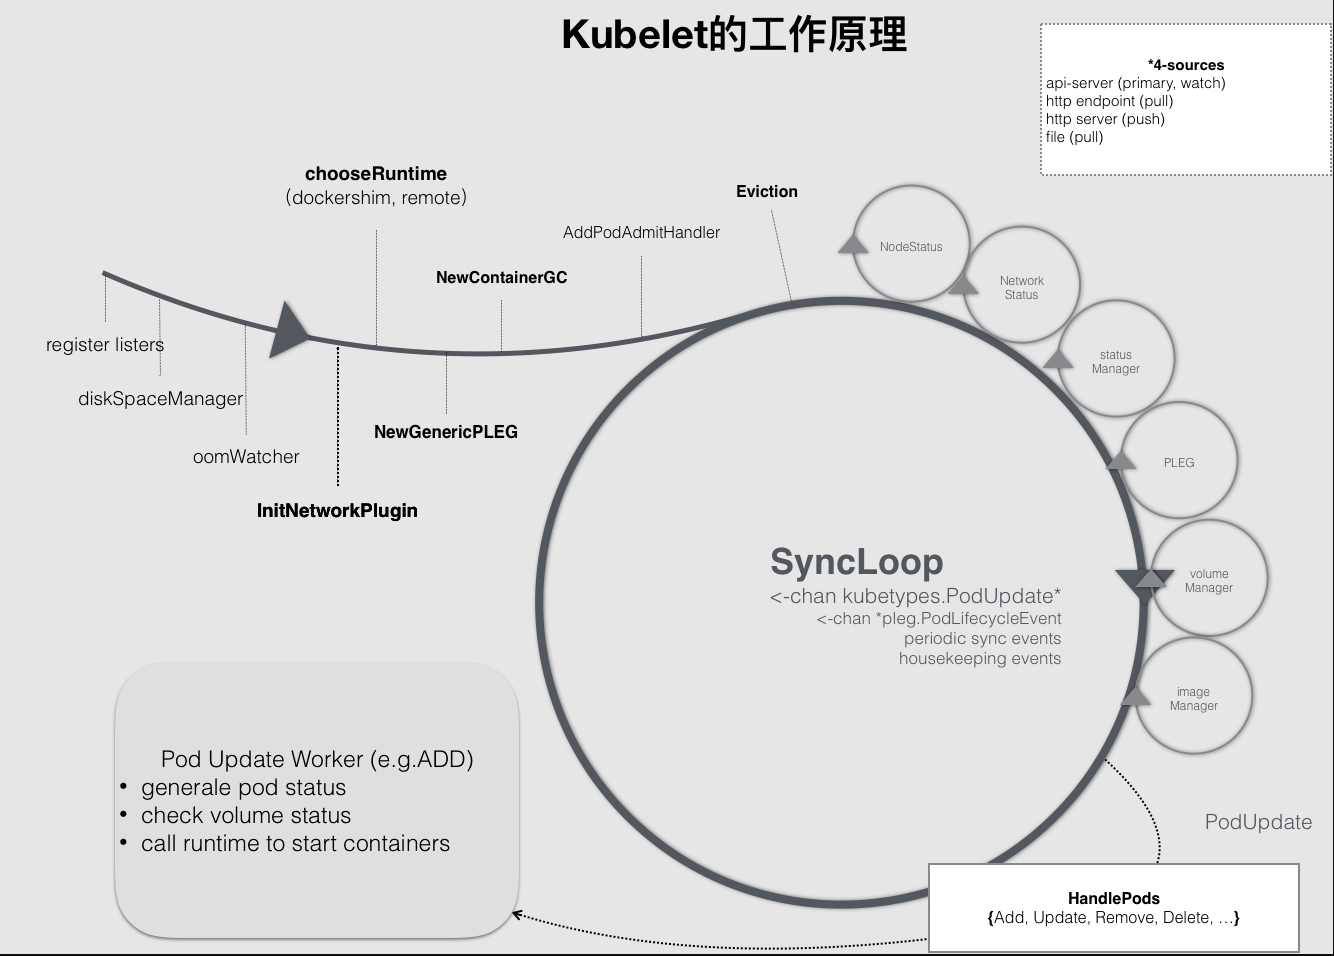 Kubelet的工作原理
*4-sources
api-server (primary, watch)
http endpoint (pull)
http server (push)
file (pull)
chooseRuntime
(dockershim, remote)
Eviction
AddPodAdmitHandler
NewContainerGC
NodeStatus
Network
Status
status
Manager
PLEG
volume
Manager
image
Manager
register listers
diskSpaceManager
oomWatcher
InitNetworkPlugin
NewGenericPLEG
SyncLoop
<-chan kubetypes.PodUpdate*
<-chan *pleg.PodLifecycleEvent
periodic sync events
housekeeping events
Pod Update Worker (e.g.ADD)
• generale pod status
• check volume status
• call runtime to start containers
PodUpdate
HandlePods
{Add, Update, Remove, Delete, …}